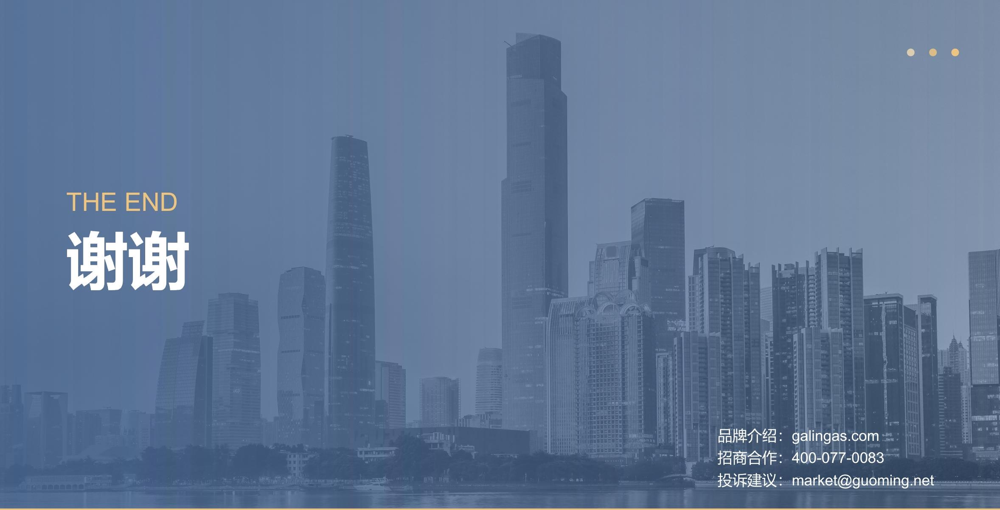 THE END
谢谢
品牌介绍：galingas.com
招商合作：400-077-0083
投诉建议：market@guoming.net